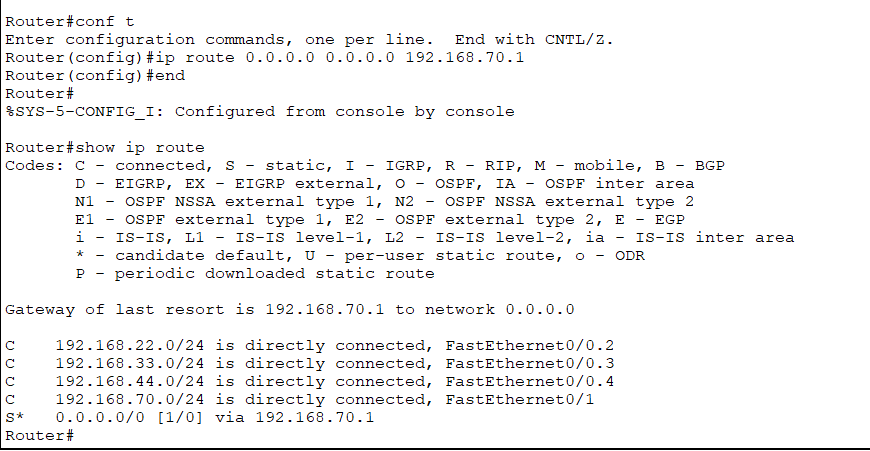 Router#conf t
Enter configuration commands, one per line.  End with CNTL/Z.
Router(config)#ip route 0.0.0.0 0.0.0.0 192.168.70.1
Router(config)#end
Router#
%SYS-5-CONFIG_I: Configured from console by console
Router#show ip route
Codes: C - connected, S - static, I - IGRP, R - RIP, M - mobile, B - BGP
       D - EIGRP, EX - EIGRP external, O - OSPF, IA - OSPF inter area
       N1 - OSPF NSSA external type 1, N2 - OSPF NSSA external type 2
       E1 - OSPF external type 1, E2 - OSPF external type 2, E - EGP
       i - IS-IS, L1 - IS-IS level-1, L2 - IS-IS level-2, ia - IS-IS inter area
       * - candidate default, U - per-user static route, o - ODR
       P - periodic downloaded static route
Gateway of last resort is 192.168.70.1 to network 0.0.0.0
C    192.168.22.0/24 is directly connected, FastEthernet0/0.2
C    192.168.33.0/24 is directly connected, FastEthernet0/0.3
C    192.168.44.0/24 is directly connected, FastEthernet0/0.4
C    192.168.70.0/24 is directly connected, FastEthernet0/1
S*   0.0.0.0/0 [1/0] via 192.168.70.1
Router#